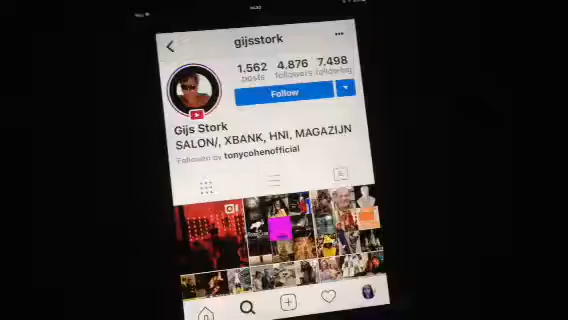 gijsstork
1.562 4.876 7.498
posts followers following
Follow
Gijs Stork
SALON/, XBANK, HNI, MAGAZIJN
Followed by tonycohenofficial